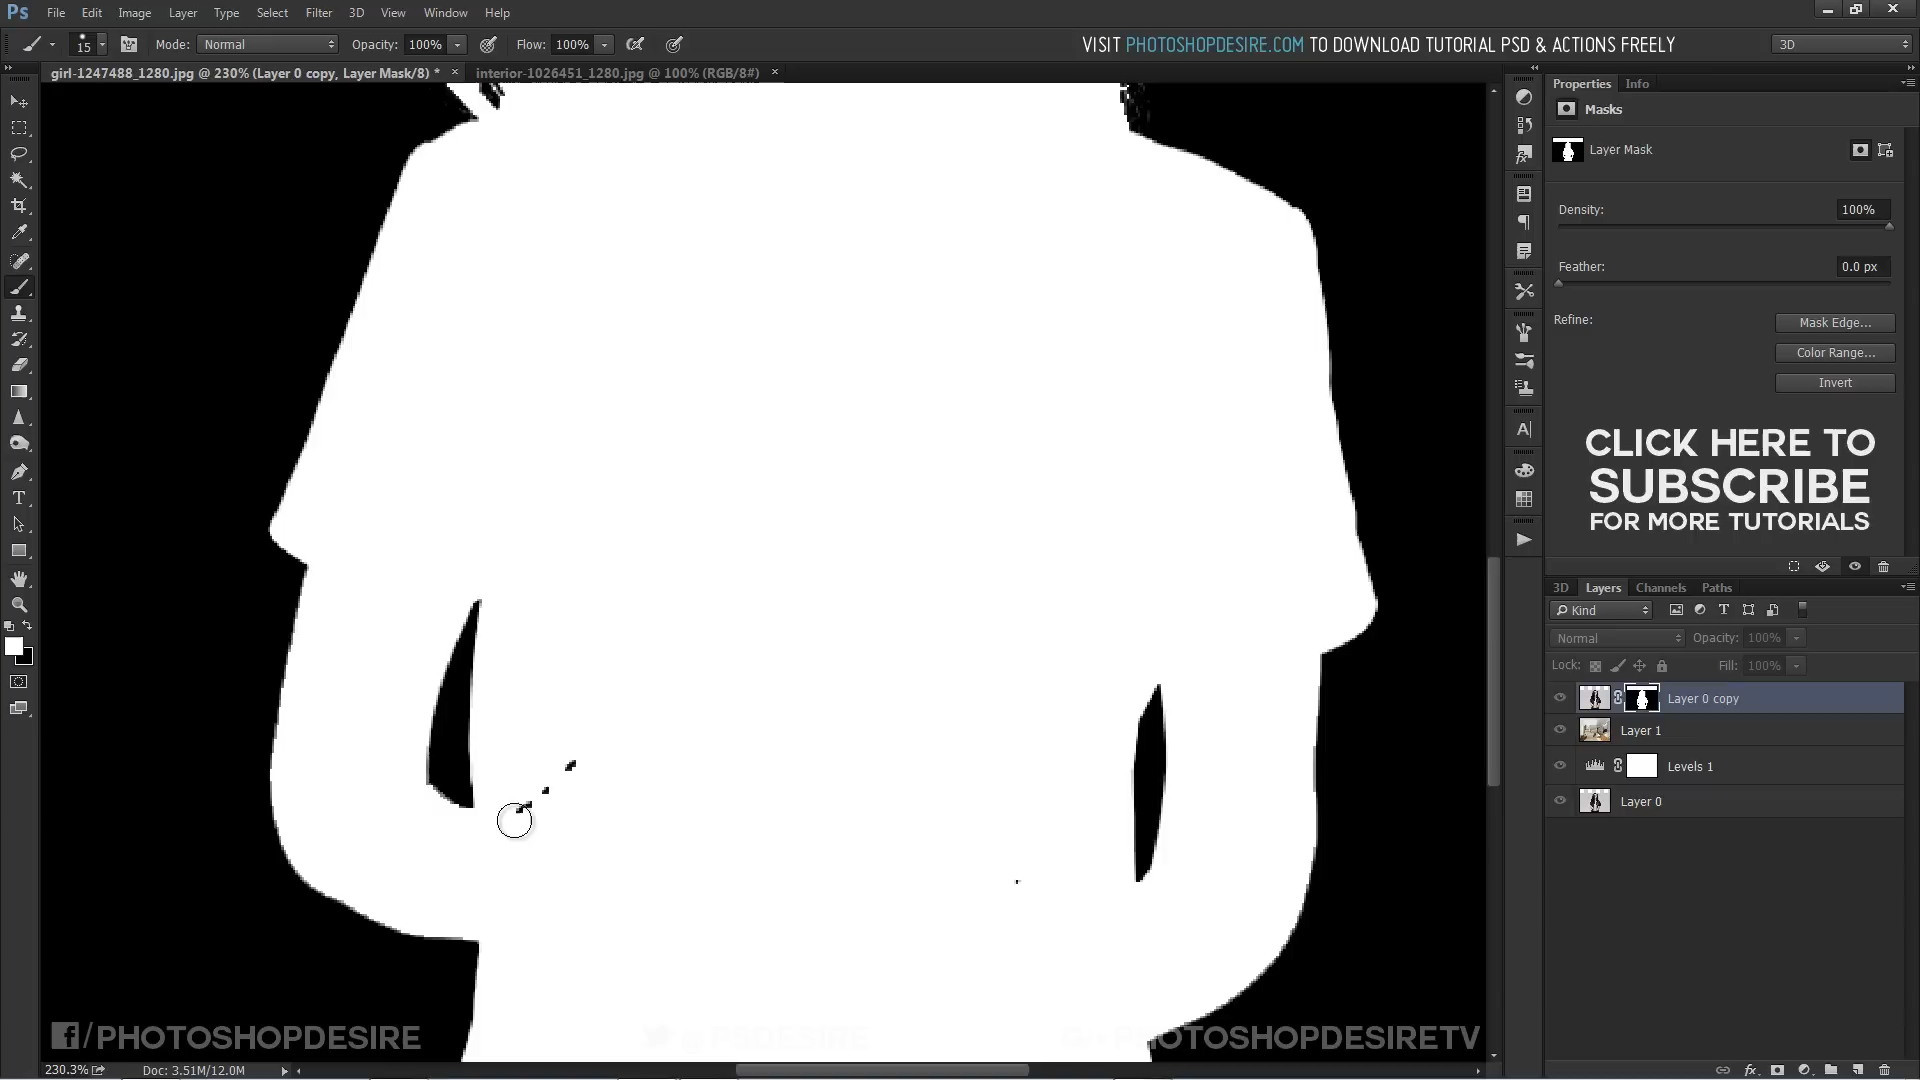 Ps File Edit Image Layer Type Select Filter 3D View Window Help
15 Mode: Normal Opacity: 100% Flow: 100% VISIT PHOTOSHOPDESIRE.COM TO DOWNLOAD TUTORIAL PSD & ACTIONS FREELY 3D
girl-1247488_1280.jpg @ 230% (Layer 0 copy, Layer Mask/8) * × interior-1026451_1280.jpg @ 100% (RGB/8#) ×
Properties Info
Masks
Layer Mask
Density: 100%
Feather: 0.0 px
Refine: Mask Edge...
Color Range...
Invert
CLICK HERE TO
SUBSCRIBE
FOR MORE TUTORIALS
3D Layers Channels Paths
Kind
Normal Opacity: 100%
Lock: Fill: 100%
Layer 0 copy
Layer 1
Levels 1
Layer 0
f/PHOTOSHOPDESIRE @ PSDESIRE G+ PHOTOSHOPDESIRETV
230.3% Doc: 3.51M/12.0M